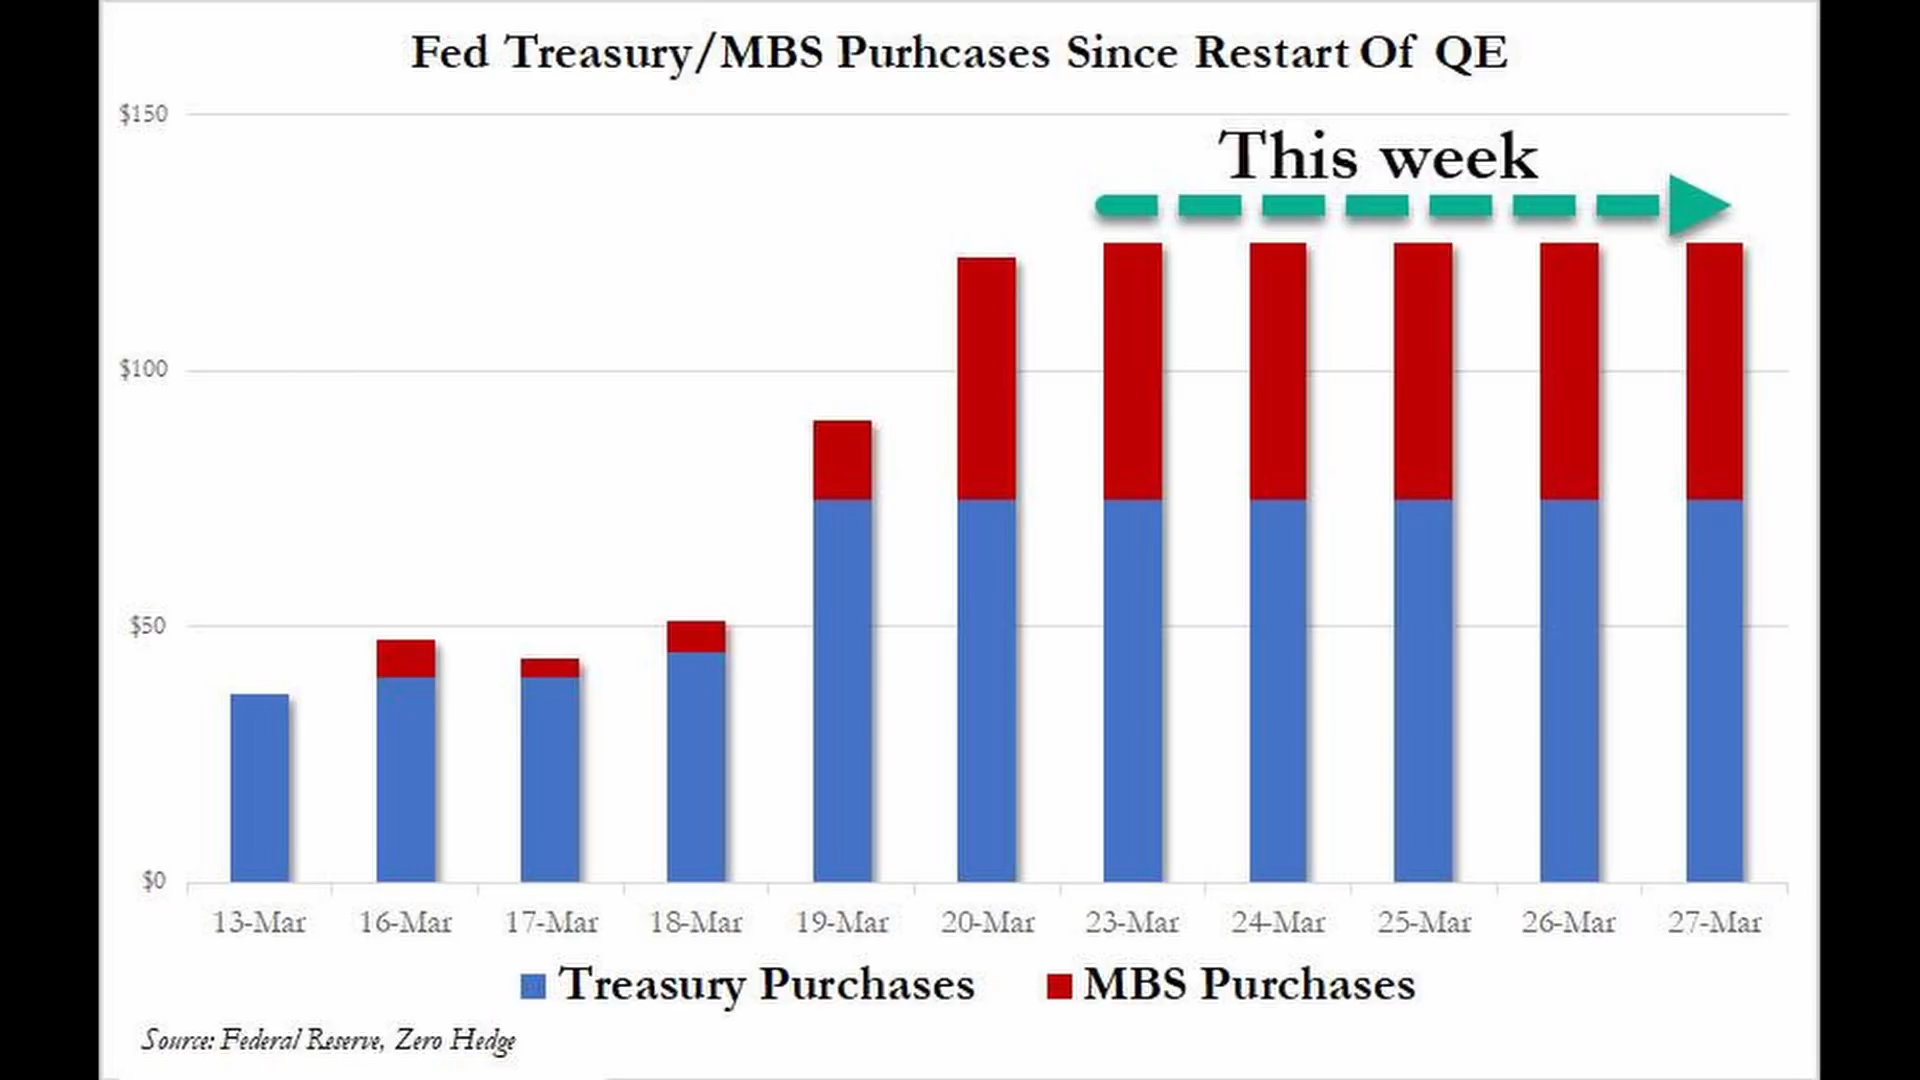 Fed Treasury/MBS Purhcases Since Restart Of QE
$150
This week
$100
$50
$0
13-Mar 16-Mar 17-Mar 18-Mar 19-Mar 20-Mar 23-Mar 24-Mar 25-Mar 26-Mar 27-Mar
Treasury Purchases MBS Purchases
Source: Federal Reserve, Zero Hedge